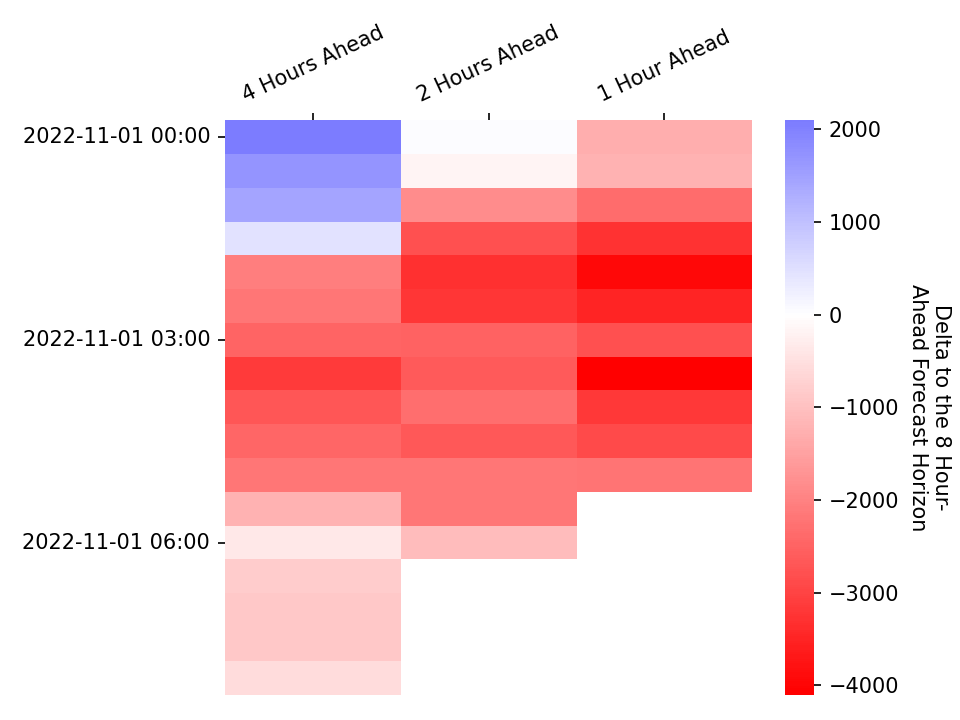 4 Hours Ahead
2 Hours Ahead
1 Hour Ahead
2022-11-01 00:00
2022-11-01 03:00
2022-11-01 06:00
2000
1000
0
−1000
−2000
−3000
−4000
Delta to the 8 Hour-
Ahead Forecast Horizon